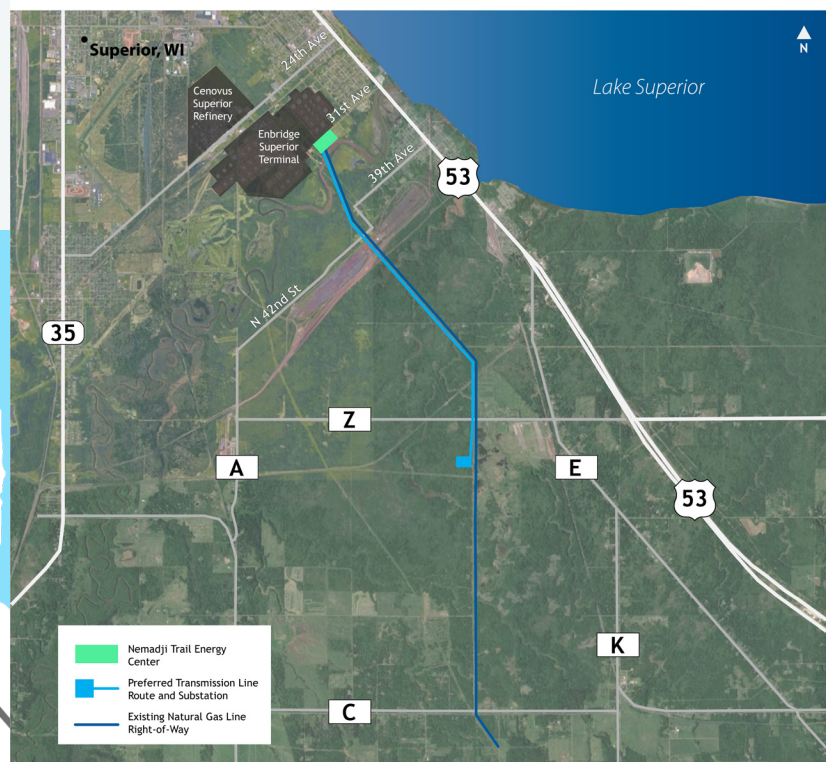 Superior, WI
24th Ave
N
Cenovus
Superior
Refinery
Lake Superior
31st Ave
Enbridge
Superior
Terminal
39th Ave
53
N 42nd St
35
Z
A
E
53
K
C
Nemadji Trail Energy
Center
Preferred Transmission Line
Route and Substation
Existing Natural Gas Line
Right-of-Way